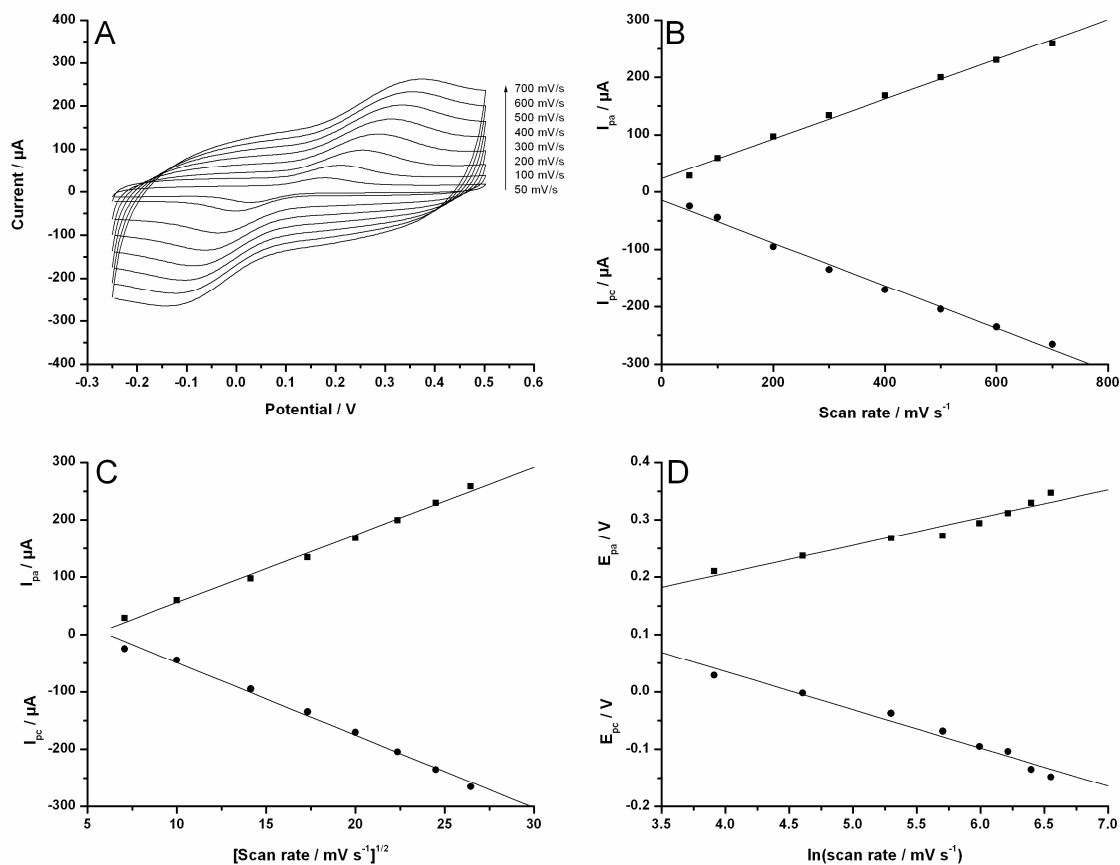 A
400
300
200
100
0
-100
-200
-300
-400
Current / µA
-0.3 -0.2 -0.1 0.0 0.1 0.2 0.3 0.4 0.5 0.6
Potential / V
700 mV/s
600 mV/s
500 mV/s
400 mV/s
300 mV/s
200 mV/s
100 mV/s
50 mV/s
B
300
200
100
0
-100
-200
-300
Ipa / µA
Ipc / µA
0 200 400 600 800
Scan rate / mV s-1
C
300
200
100
0
-100
-200
-300
Ipa / µA
Ipc / µA
5 10 15 20 25 30
[Scan rate / mV s-1]1/2
D
0.4
0.3
0.2
0.1
0.0
-0.1
-0.2
Epa / V
Epc / V
3.5 4.0 4.5 5.0 5.5 6.0 6.5 7.0
ln(scan rate / mV s-1)